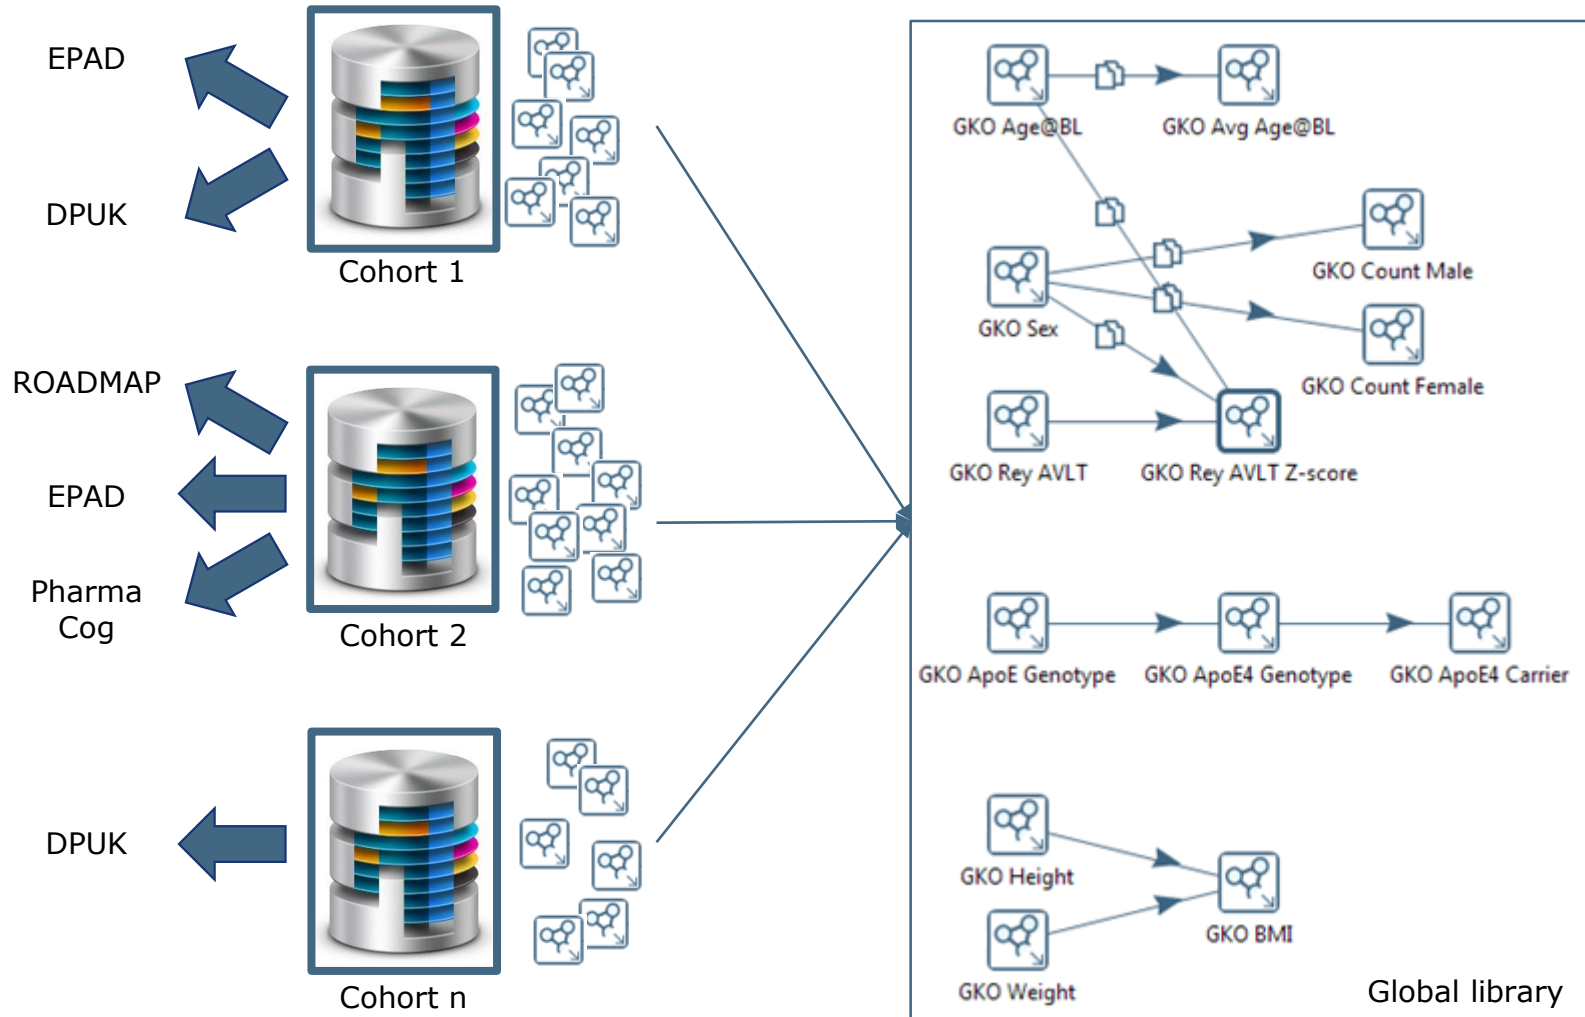 EPAD
DPUK
Cohort 1
ROADMAP
EPAD
Pharma
Cog
Cohort 2
DPUK
Cohort n
GKO Age@BL
GKO Avg Age@BL
GKO Count Male
GKO Sex
GKO Count Female
GKO Rey AVLT
GKO Rey AVLT Z-score
GKO ApoE Genotype
GKO ApoE4 Genotype
GKO ApoE4 Carrier
GKO Height
GKO BMI
GKO Weight
Global library